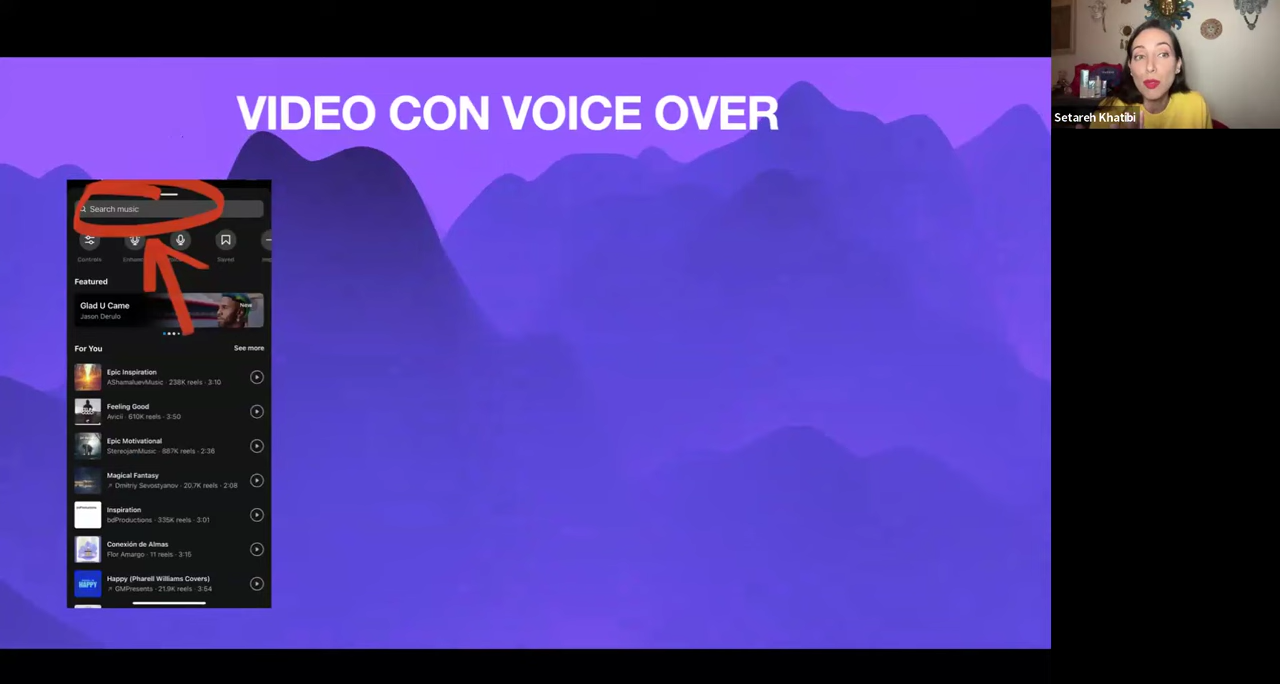 VIDEO CON VOICE OVER
Setareh Khatibi
Search music
Controls
Saved
Featured
Glad U Came
New
Jason Derulo
For You
See more
Epic Inspiration
AShamaluevMusic · 238K reels · 3:10
Feeling Good
Avicii · 610K reels · 3:50
Epic Motivational
StereojamMusic · 887K reels · 2:36
Magical Fantasy
↗ Dmitriy Sevostyanov · 20.7K reels · 2:08
Inspiration
bdProductions · 335K reels · 3:01
Conexión de Almas
Flor Amargo · 11 reels · 3:15
Happy (Pharell Williams Covers)
↗ GMPresents · 21.9K reels · 3:54
HAPPY